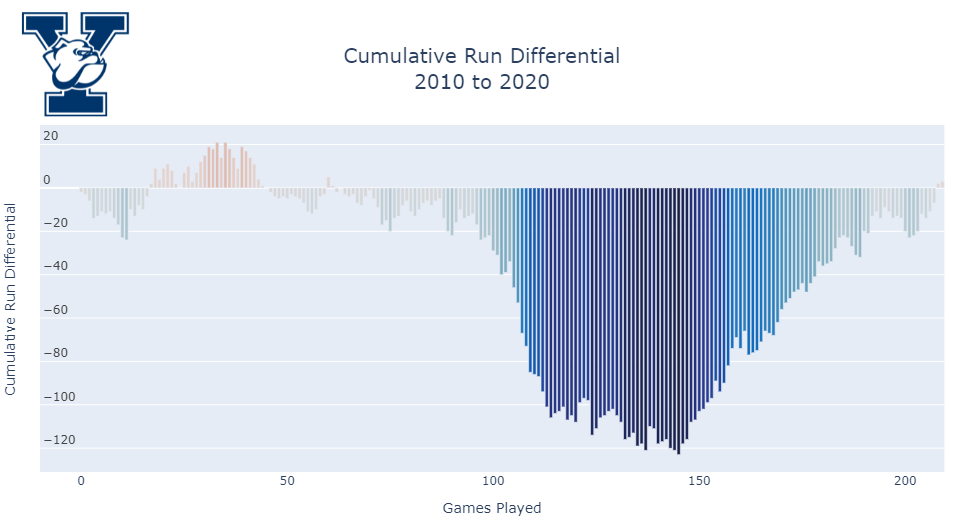 Y
Cumulative Run Differential
2010 to 2020
Cumulative Run Differential
20
0
−20
−40
−60
−80
−100
−120
0 50 100 150 200
Games Played